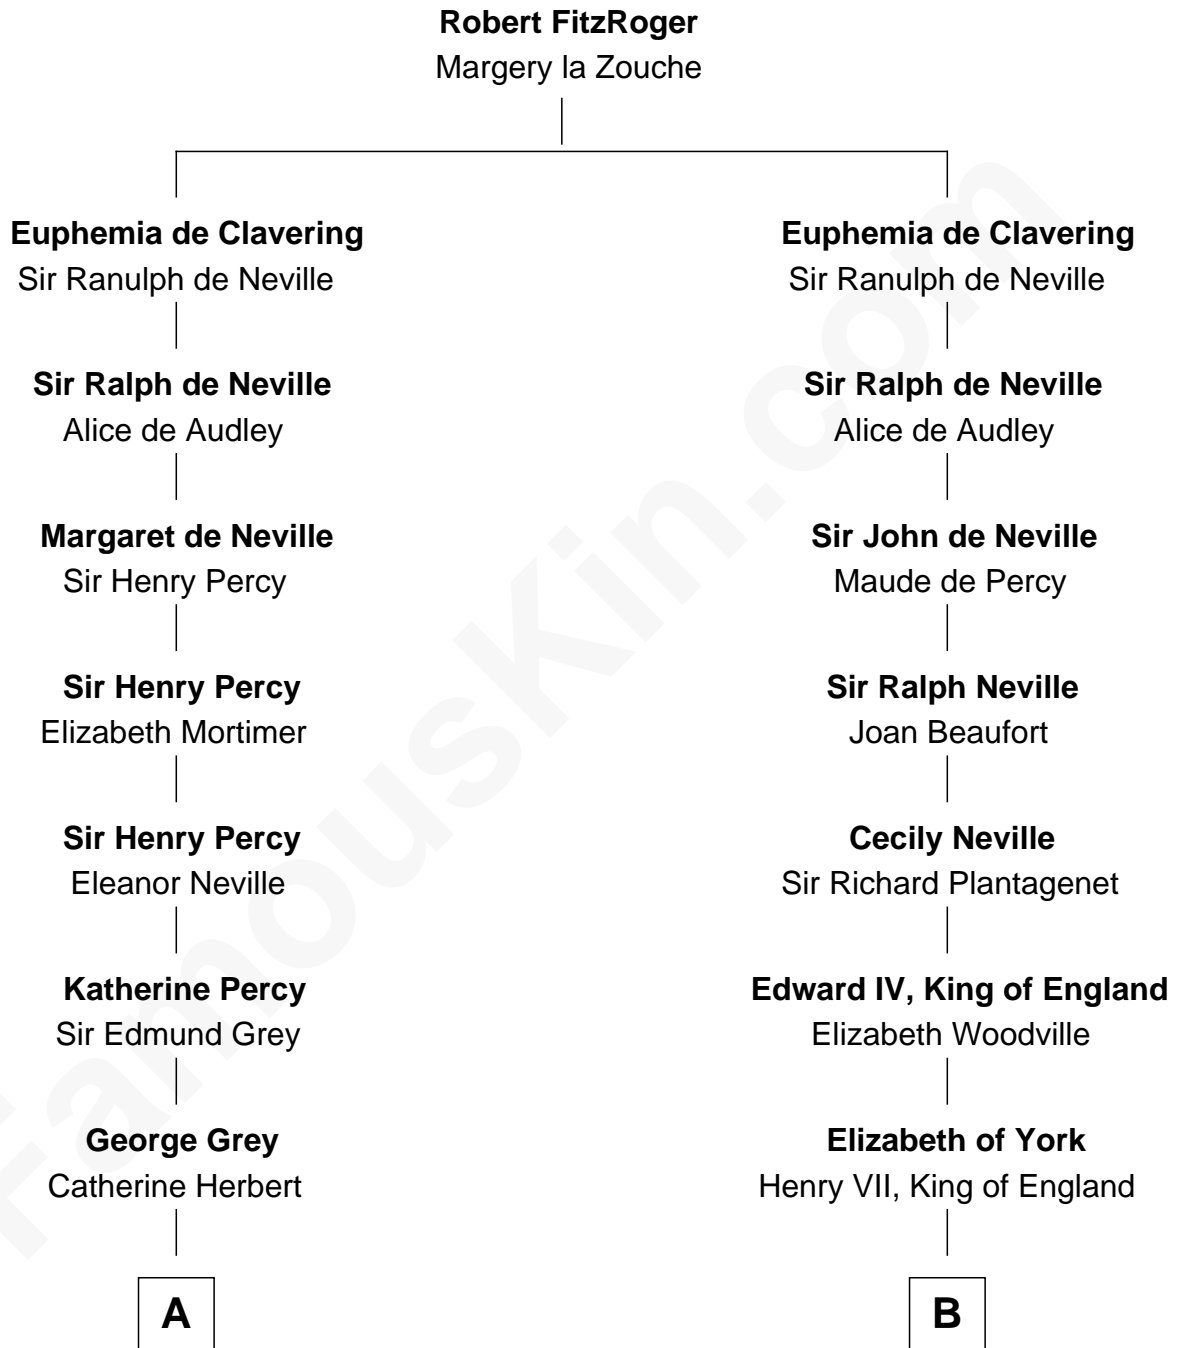 Robert FitzRoger
Margery la Zouche
Euphemia de Clavering
Sir Ranulph de Neville
Euphemia de Clavering
Sir Ranulph de Neville
Sir Ralph de Neville
Alice de Audley
Sir Ralph de Neville
Alice de Audley
Margaret de Neville
Sir Henry Percy
Sir John de Neville
Maude de Percy
Sir Henry Percy
Elizabeth Mortimer
Sir Ralph Neville
Joan Beaufort
Sir Henry Percy
Eleanor Neville
Cecily Neville
Sir Richard Plantagenet
Katherine Percy
Sir Edmund Grey
Edward IV, King of England
Elizabeth Woodville
George Grey
Catherine Herbert
Elizabeth of York
Henry VII, King of England
A
B
FamousKin.com